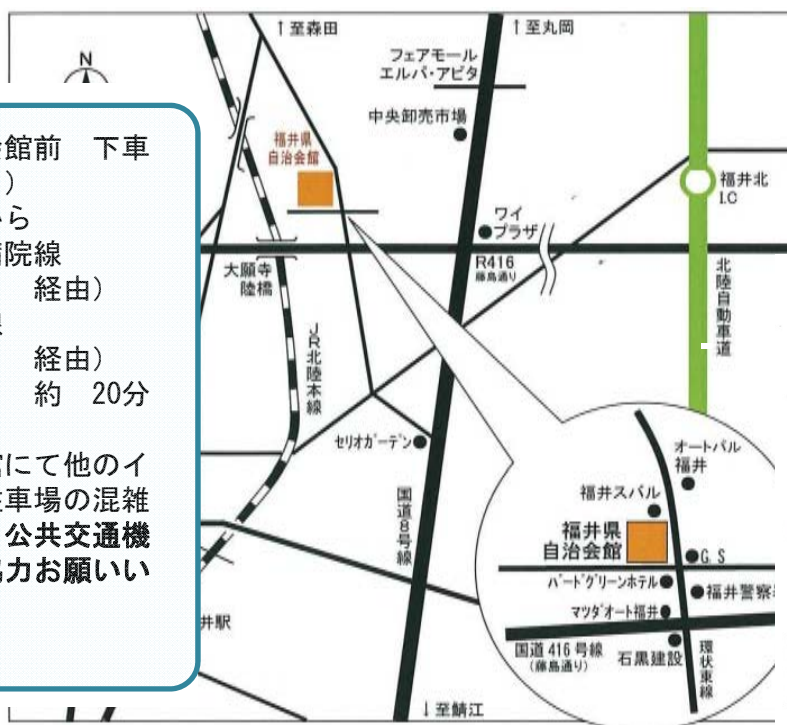 ↑至森田
↑至丸岡
N
フェアモール
エルバ・アピタ
中央卸売市場
福井県
自治会館
福井北
I.C
ワイ
プラザ
R416
藤島通り
大願寺
陸橋
北陸自動車道
JR北陸本線
セリオガーデン
国道8号線
井駅
↓至鯖江
館前　下車
）
から
病院線
経由）
線
経由）
約　20分
館にて他のイ
駐車場の混雑
公共交通機
協力お願いい
オートパル
福井
福井スバル
福井県
自治会館
G.S
バードグリーンホテル
福井警察
マツダオート福井
国道416号線
(藤島通り)
石黒建設
環状東線